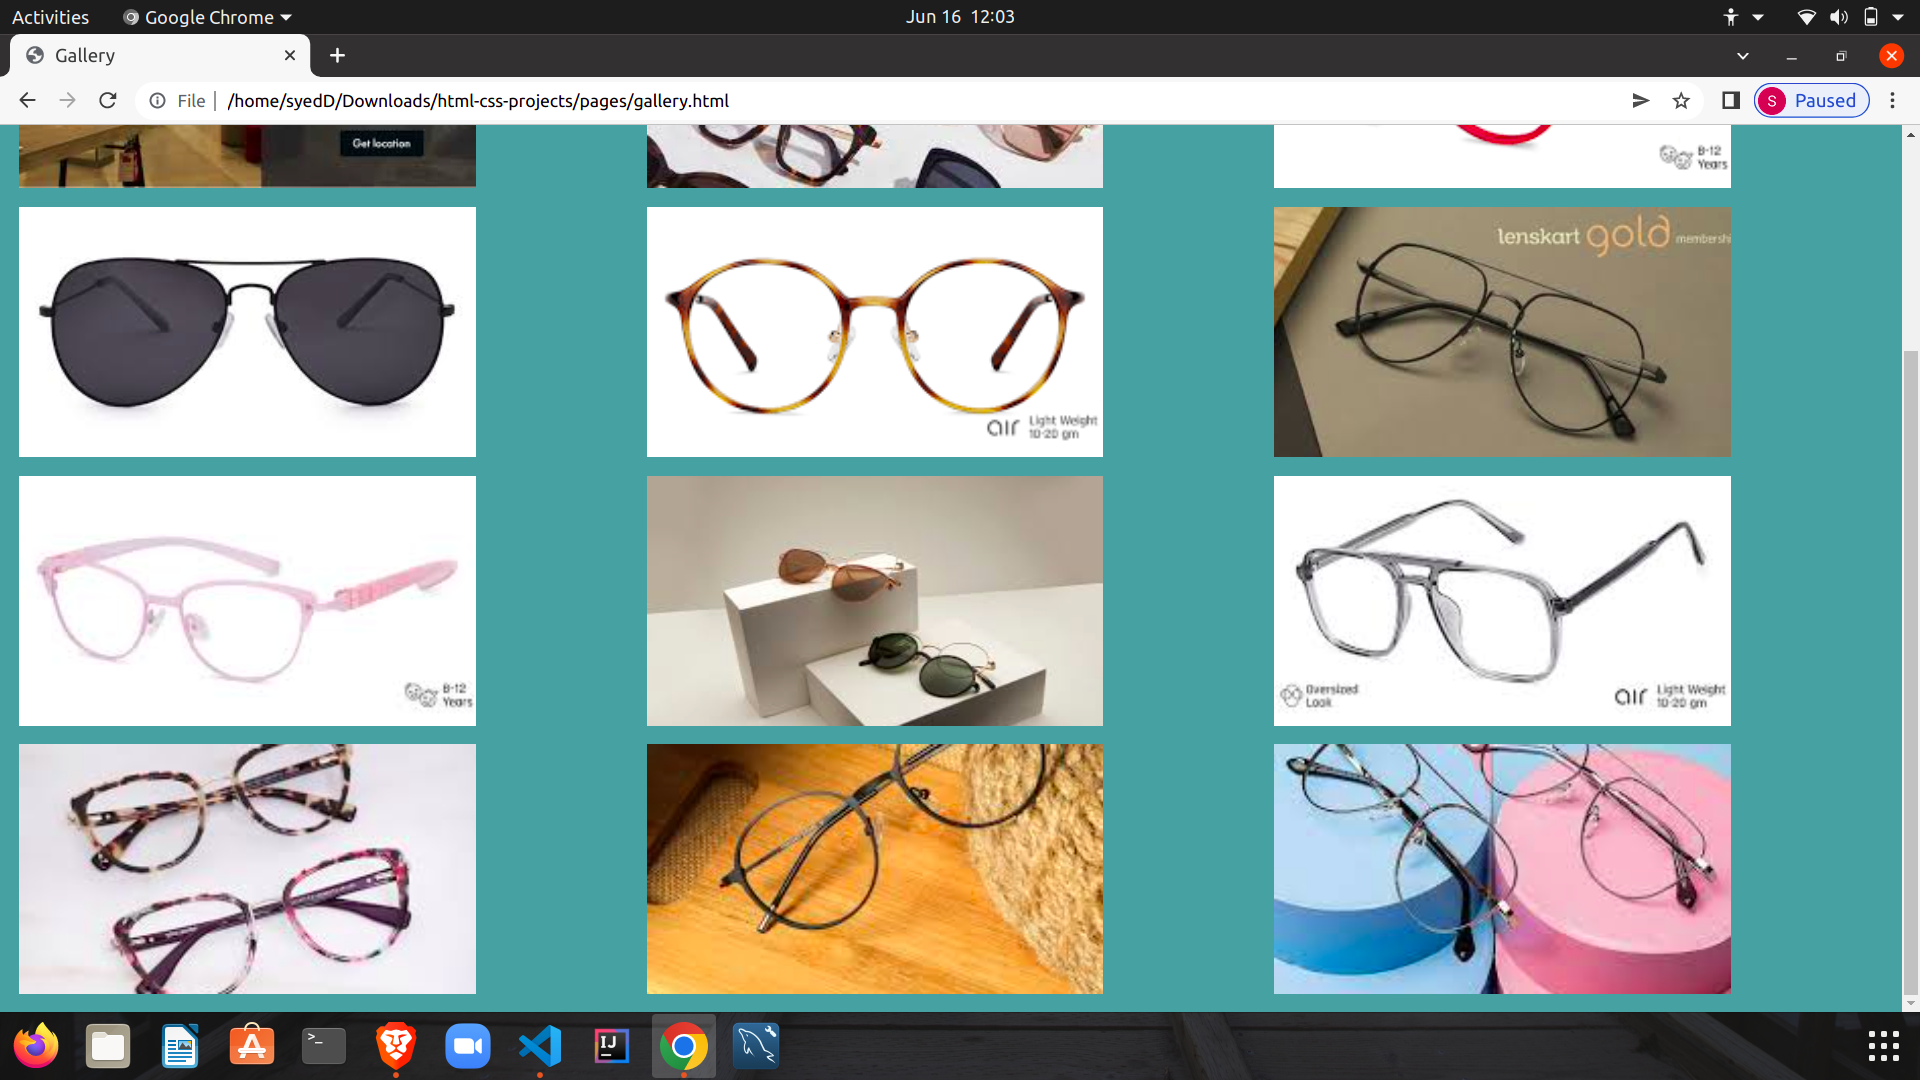 Activities
Google Chrome
Jun 16 12:03
Gallery
File
/home/syedD/Downloads/html-css-projects/pages/gallery.html
S
Paused
Get location
8-12
Years
lenskart gold membershi
air
Light Weight
10-20 gm
8-12
Years
Oversized
Look
air
Light Weight
10-20 gm
>_
IJ